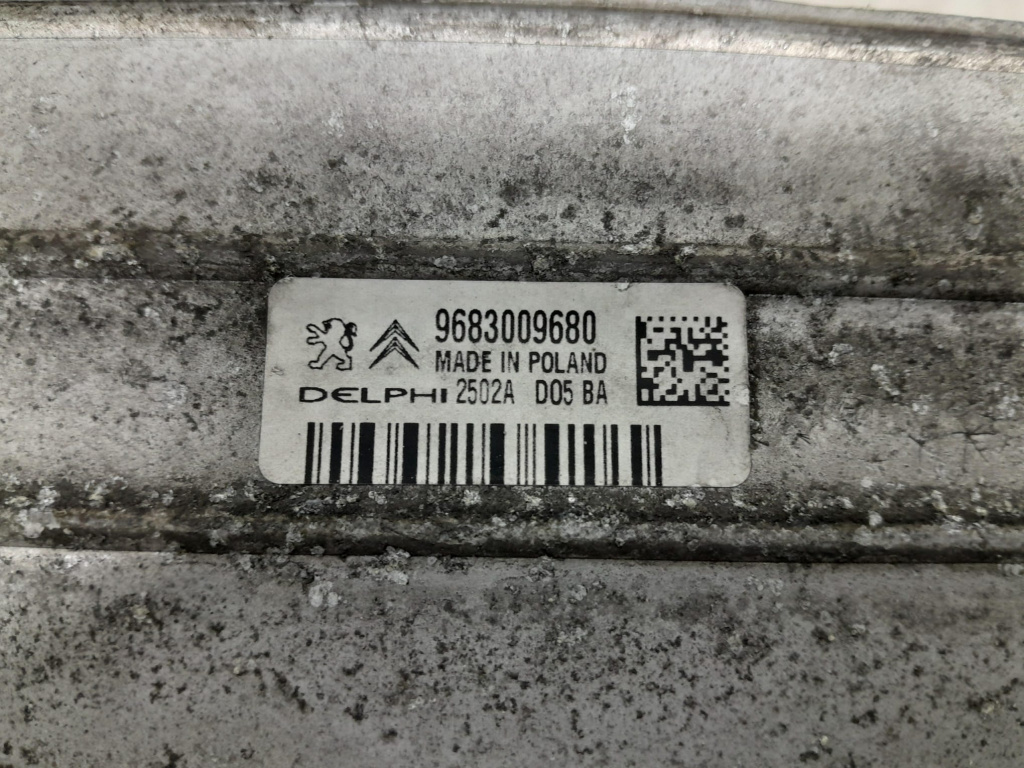 9683009680
MADE IN POLAND
DELPHI 2502A D05 BA